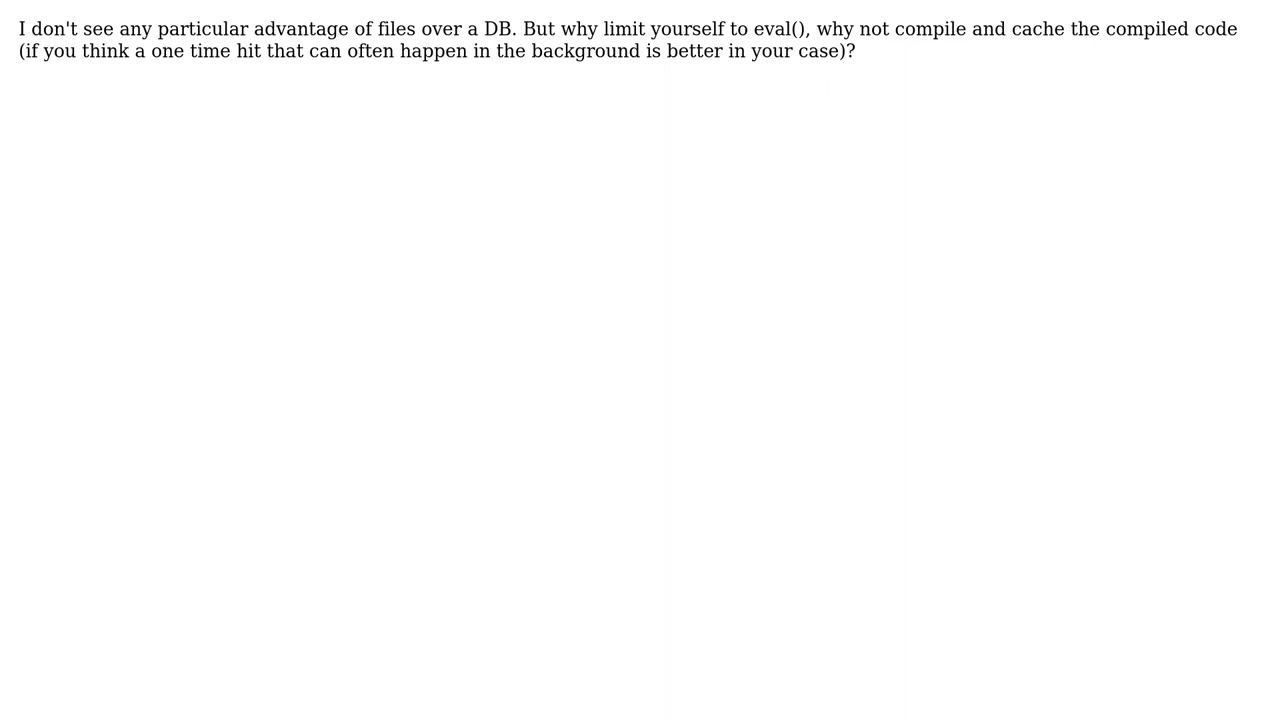 I don't see any particular advantage of files over a DB. But why limit yourself to eval(), why not compile and cache the compiled code
(if you think a one time hit that can often happen in the background is better in your case)?